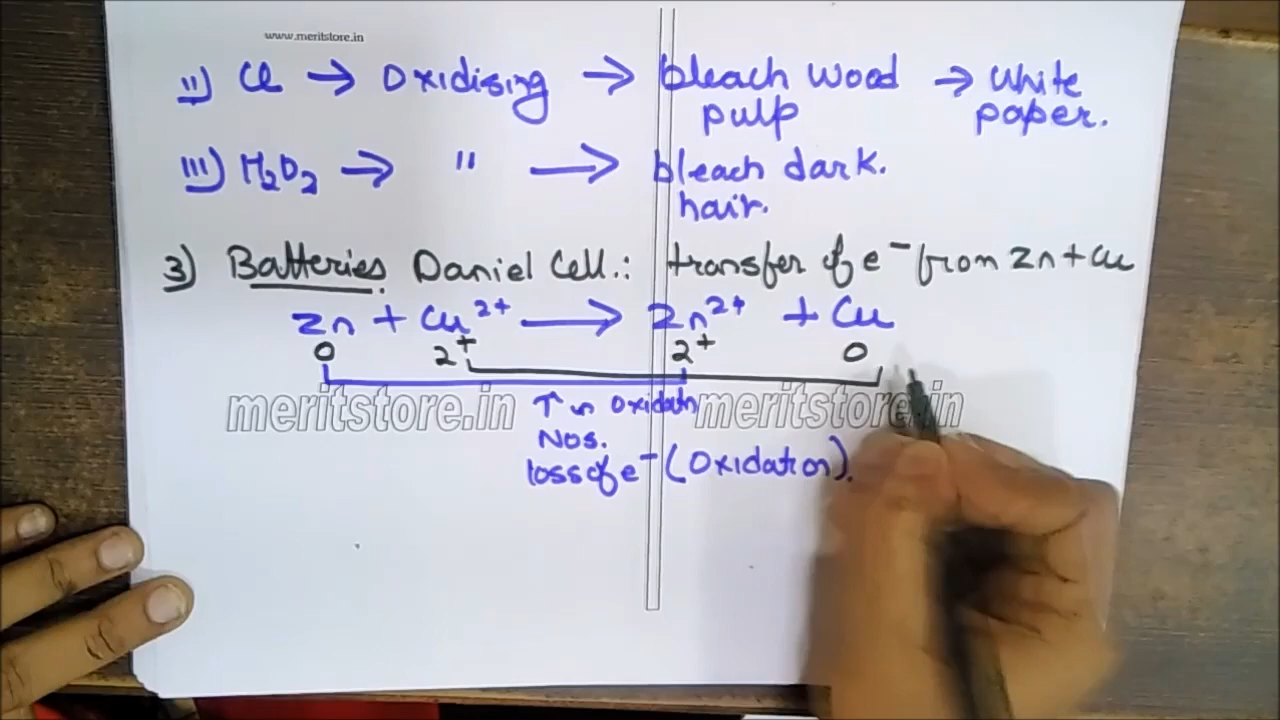 www.meritstore.in
II) Cl → Oxidising → bleach wood → white
pulp paper.
III) H₂O₂ → " → bleach dark.
hair.
3) Batteries. Daniel Cell.: transfer of e⁻ from Zn + Cu
Zn + Cu²⁺ → Zn²⁺ + Cu
0 2⁺ 2⁺ 0
meritstore.in meritstore.in
↑ in Oxidatn
Nos.
loss of e⁻ (Oxidation).